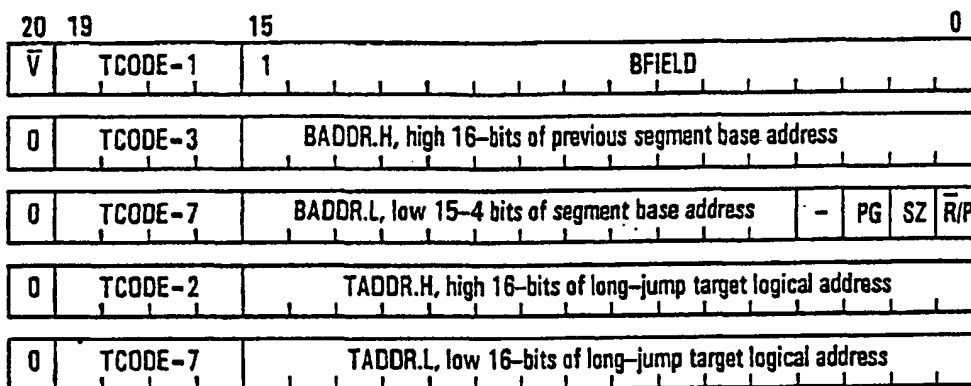 20 19 15 0
V̅ TCODE-1 1 BFIELD
0 TCODE-3 BADDR.H, high 16-bits of previous segment base address
0 TCODE-7 BADDR.L, low 15-4 bits of segment base address - PG SZ R̅/P
0 TCODE-2 TADDR.H, high 16-bits of long-jump target logical address
0 TCODE-7 TADDR.L, low 16-bits of long-jump target logical address